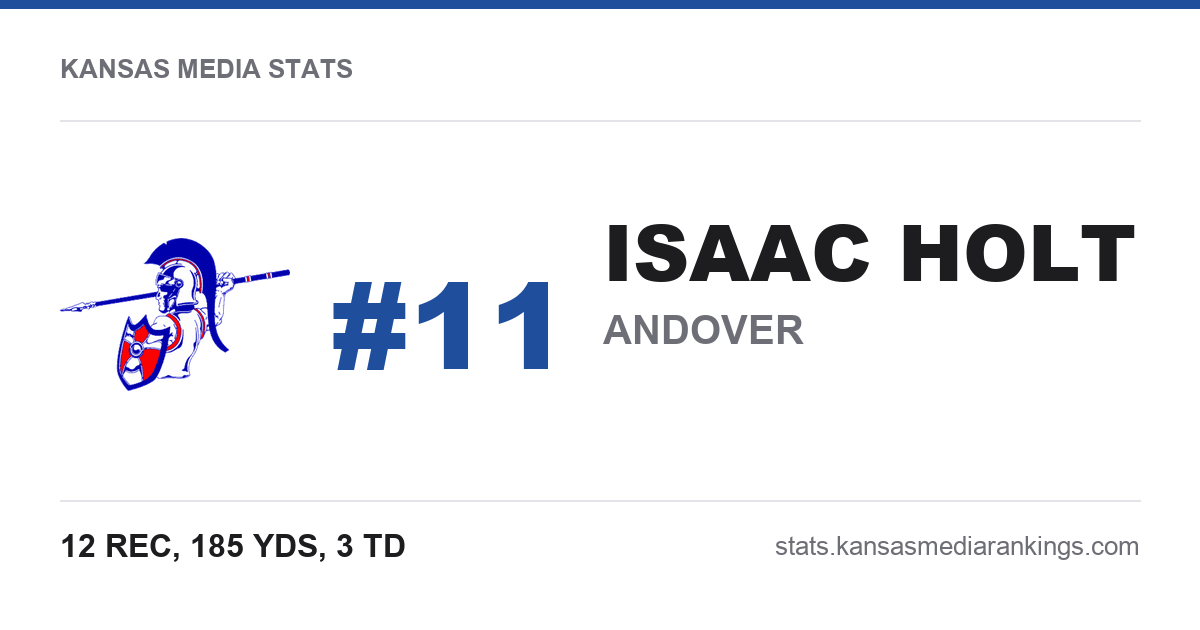 KANSAS MEDIA STATS
#11
ISAAC HOLT
ANDOVER
12 REC, 185 YDS, 3 TD
stats.kansasmediarankings.com